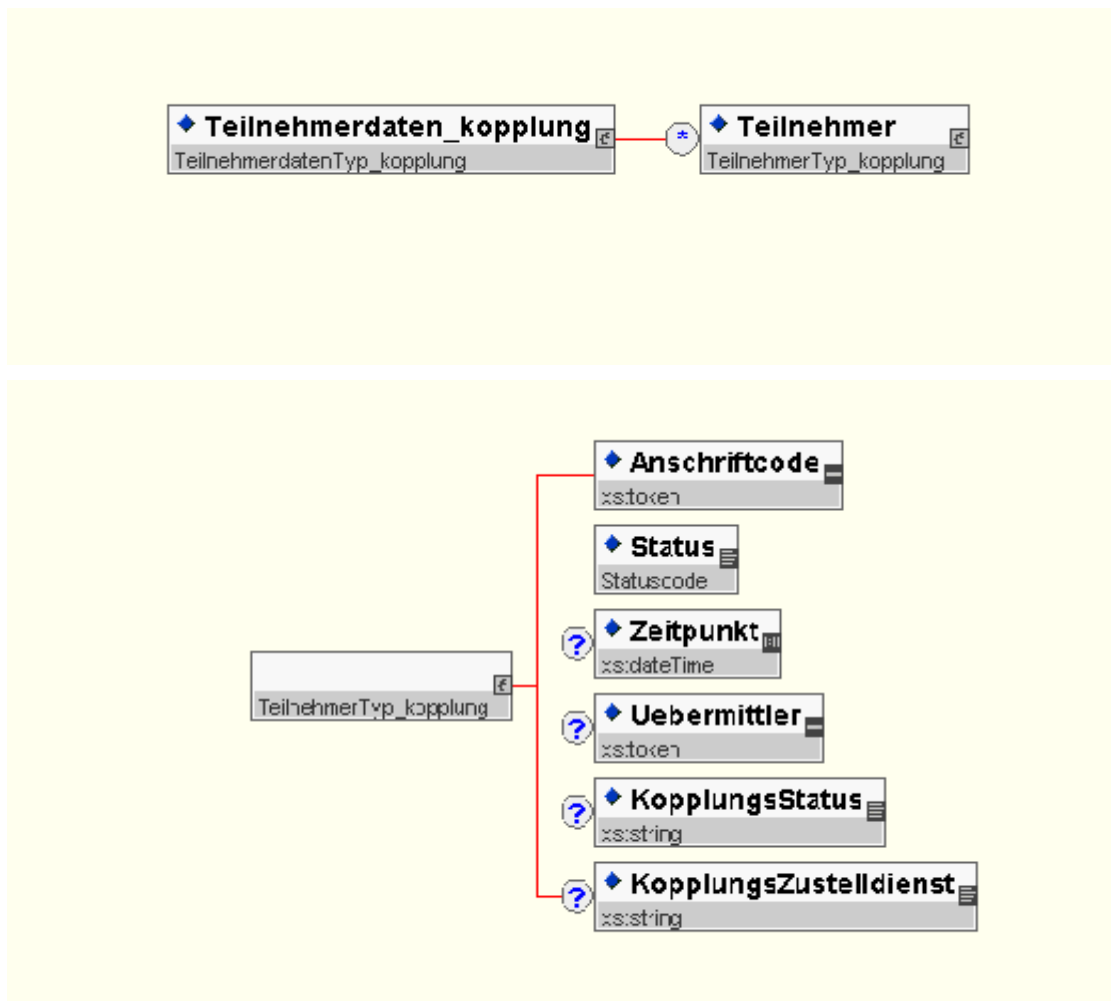 Teilnehmerdaten_kopplung
TeilnehmerdatenTyp_kopplung
*
Teilnehmer
TeilnehmerTyp_kopplung
TeilnehmerTyp_kopplung
Anschriftcode
xs:token
Status
Statuscode
?
Zeitpunkt
xs:dateTime
?
Uebermittler
xs:token
?
KopplungsStatus
xs:string
?
KopplungsZustelldienst
xs:string